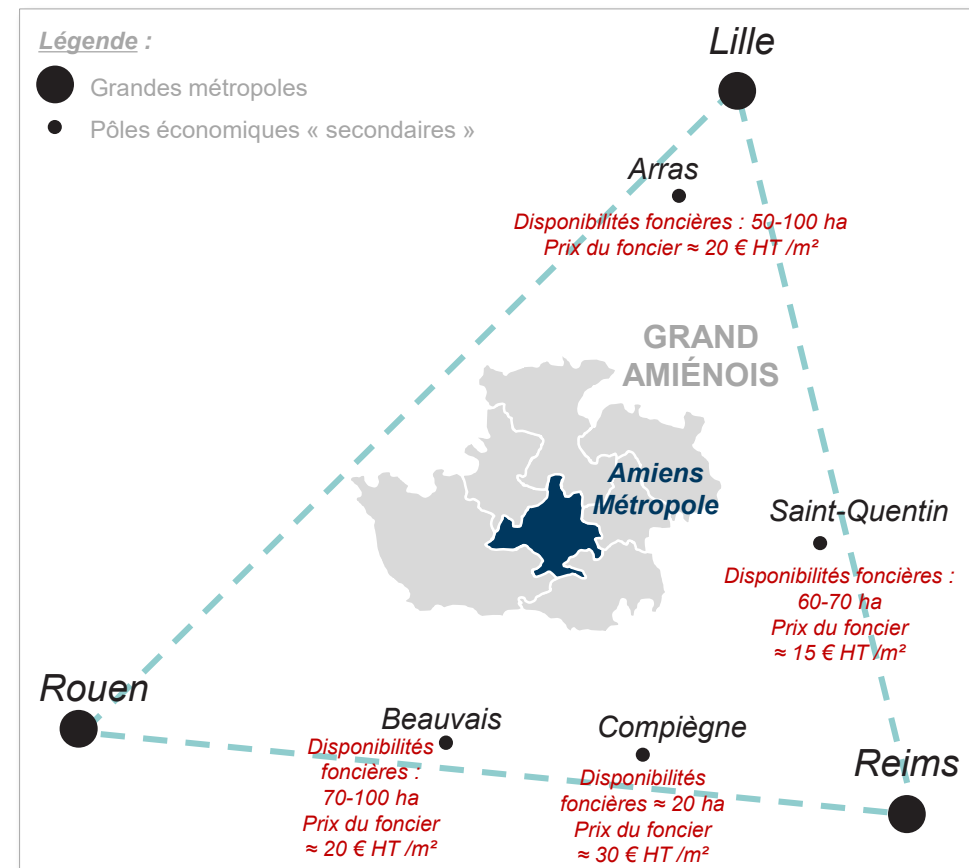 Légende :
Grandes métropoles
Pôles économiques « secondaires »
Lille
Arras
Disponibilités foncières : 50-100 ha
Prix du foncier ≈ 20 € HT /m²
GRAND
AMIÉNOIS
Amiens
Métropole
Saint-Quentin
Disponibilités foncières :
60-70 ha
Prix du foncier
≈ 15 € HT /m²
Rouen
Beauvais
Disponibilités
foncières :
70-100 ha
Prix du foncier
≈ 20 € HT /m²
Compiègne
Disponibilités
foncières ≈ 20 ha
Prix du foncier
≈ 30 € HT /m²
Reims